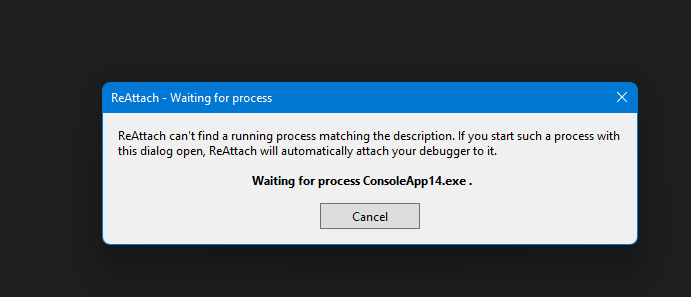 ReAttach - Waiting for process
ReAttach can't find a running process matching the description. If you start such a process with
this dialog open, ReAttach will automatically attach your debugger to it.
Waiting for process ConsoleApp14.exe .
Cancel